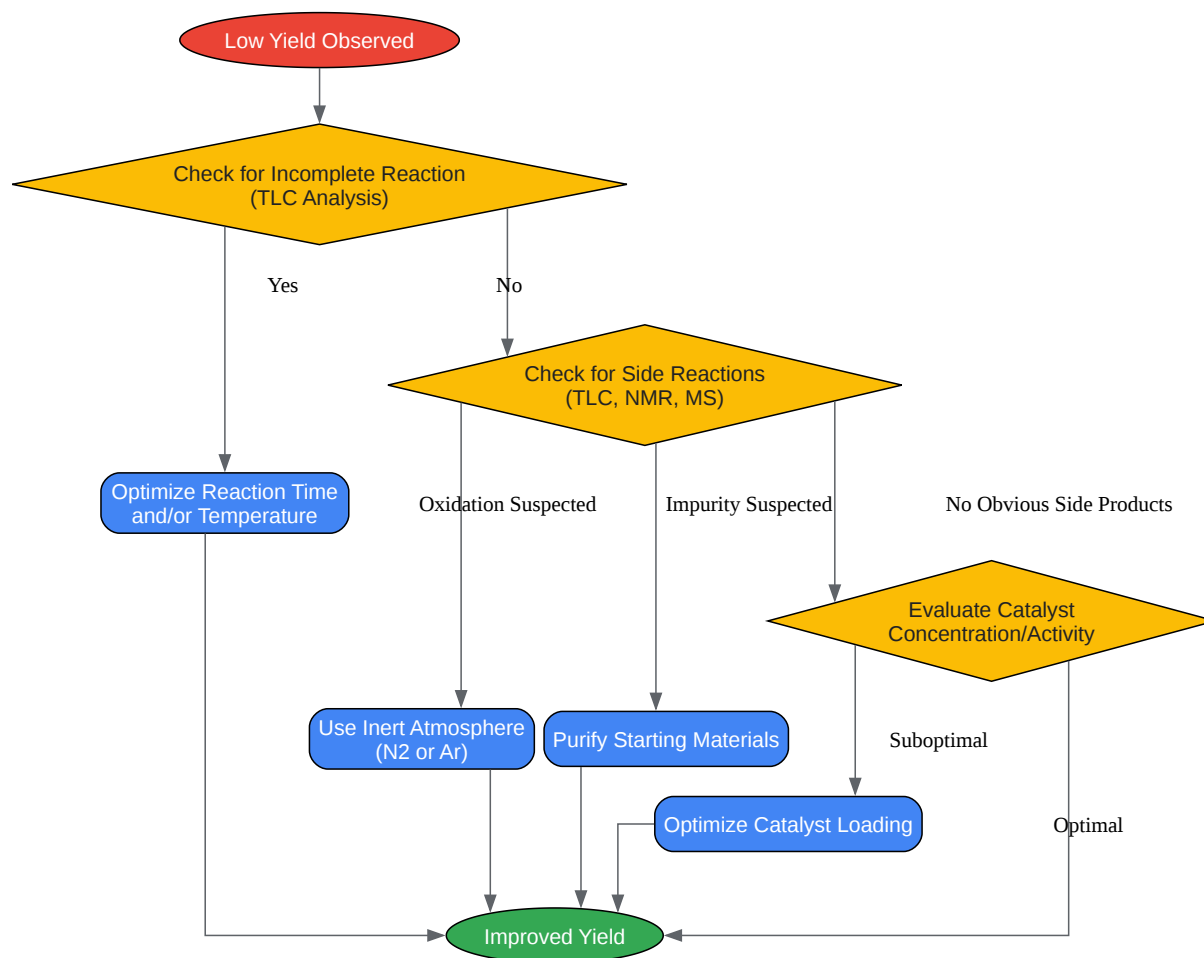 Low Yield Observed
Check for Incomplete Reaction
(TLC Analysis)
Yes
No
Check for Side Reactions
(TLC, NMR, MS)
Optimize Reaction Time
and/or Temperature
Oxidation Suspected
Impurity Suspected
No Obvious Side Products
Evaluate Catalyst
Concentration/Activity
Use Inert Atmosphere
(N2 or Ar)
Purify Starting Materials
Suboptimal
Optimize Catalyst Loading
Optimal
Improved Yield